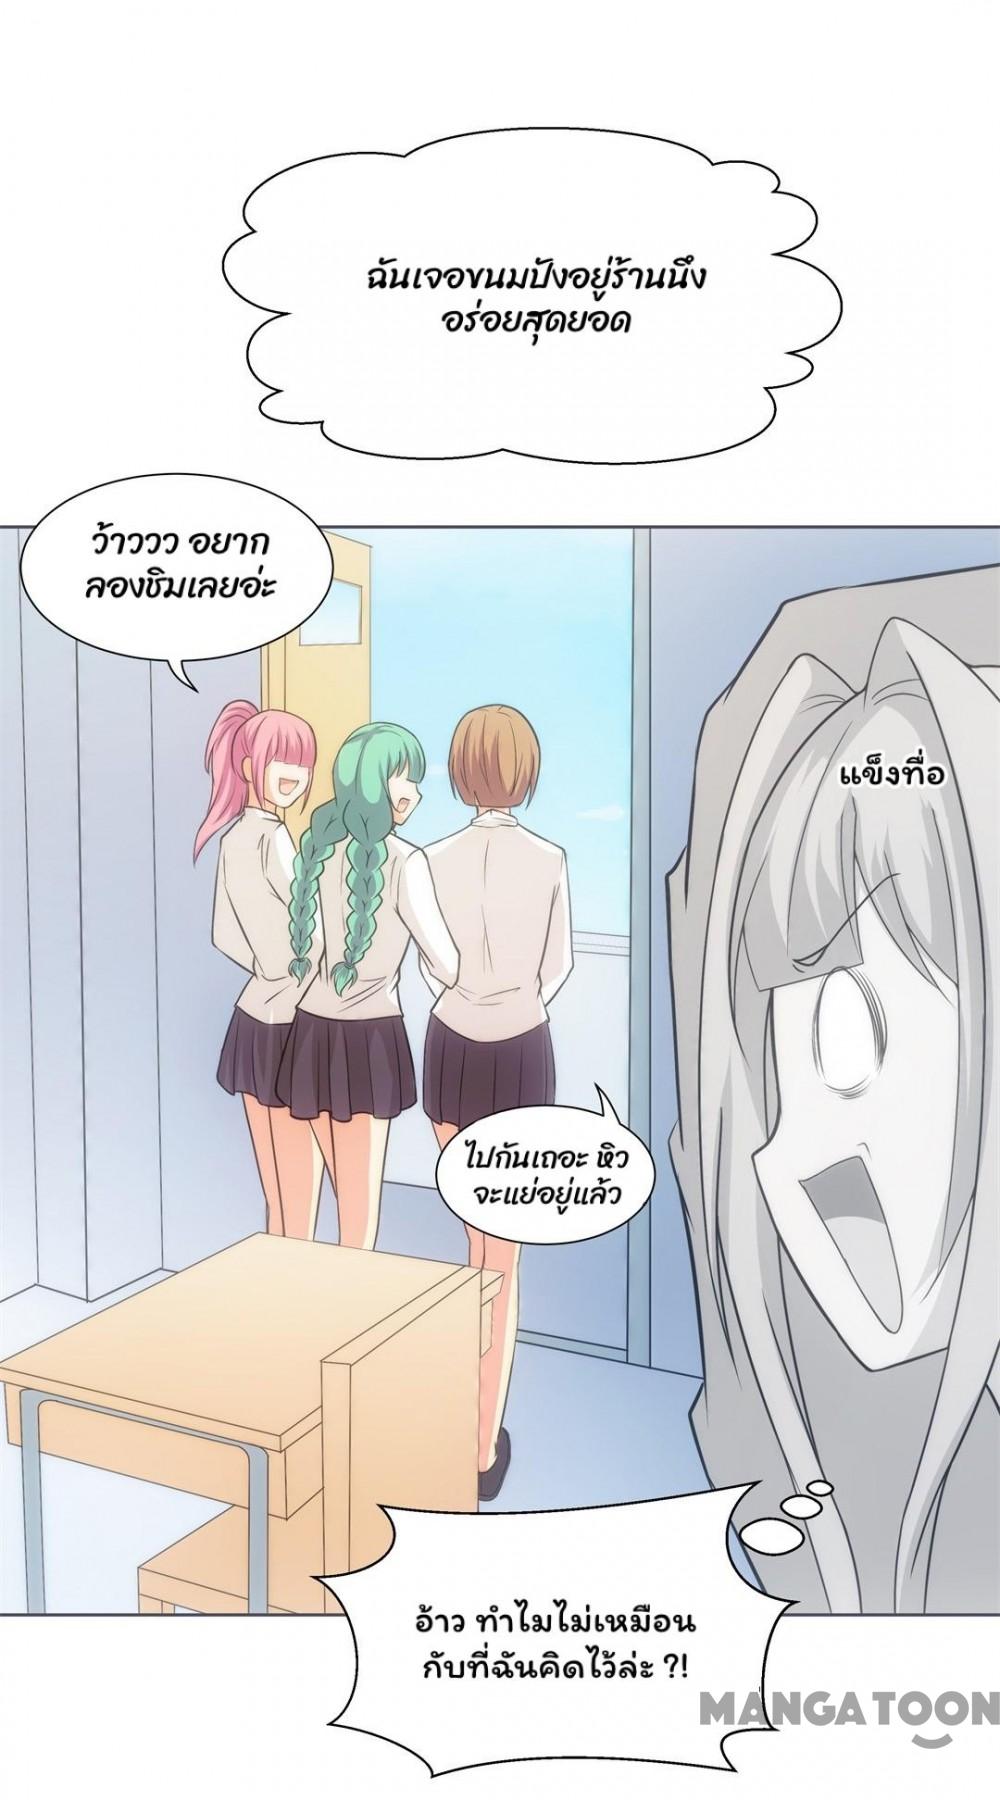 ฉันเจอขนมปังอยู่ร้านนึง
อร่อยสุดยอด
ว้าววว อยาก
ลองชิมเลยอ่ะ
แข็งทื่อ
ไปกันเถอะ หิว
จะแย่อยู่แล้ว
อ้าว ทำไมไม่เหมือน
กับที่ฉันคิดไว้ล่ะ ?!
MANGATOON